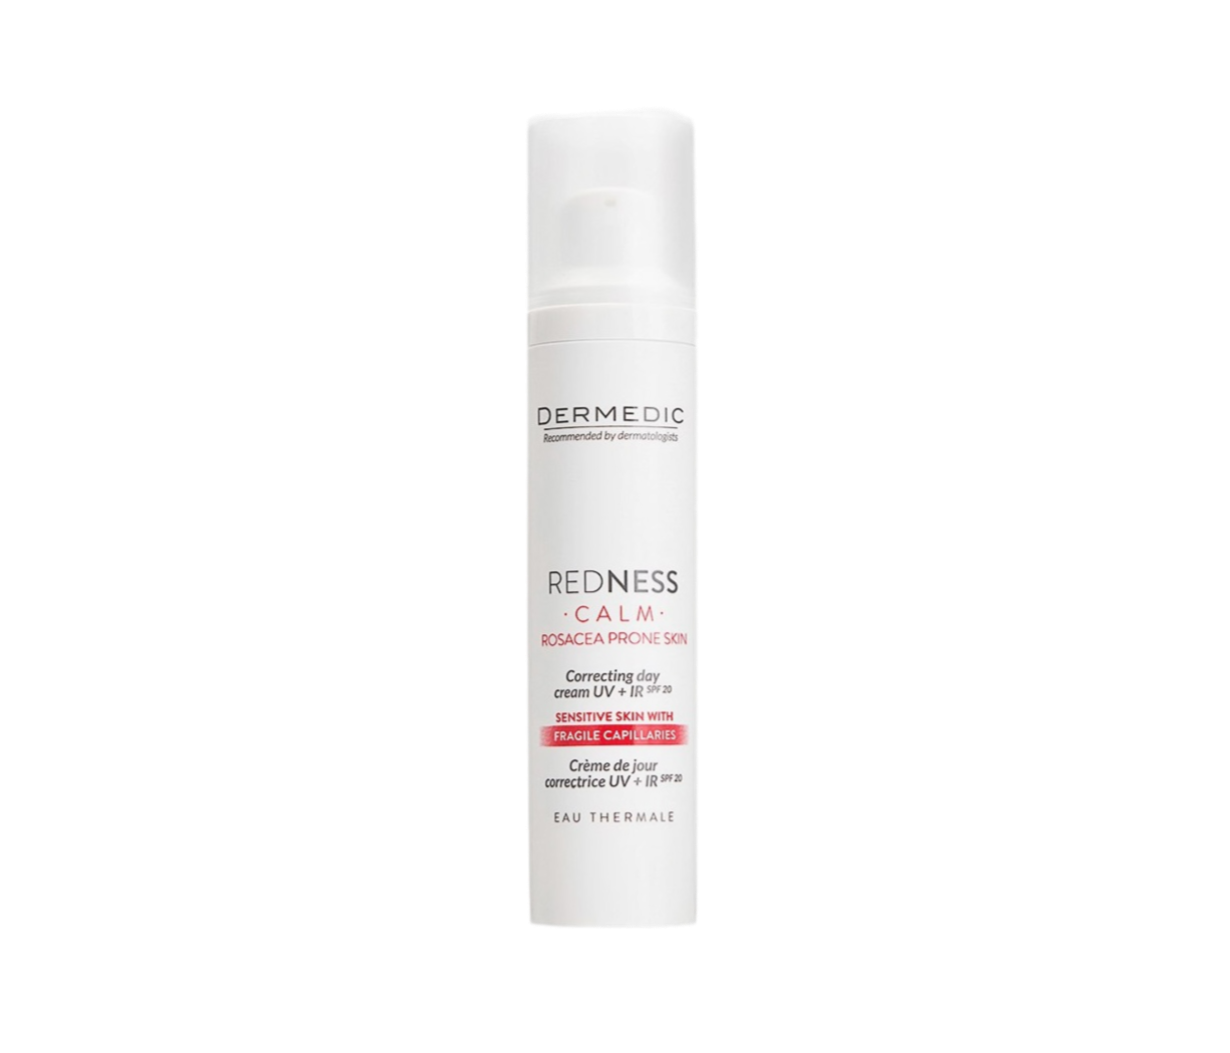 DERMEDIC
Recommended by dermatologists
REDNESS
·CALM·
ROSACEA PRONE SKIN
Correcting day
cream UV + IR SPF 20
SENSITIVE SKIN WITH
FRAGILE CAPILLARIES
Crème de jour
correctrice UV + IR SPF 20
EAU THERMALE